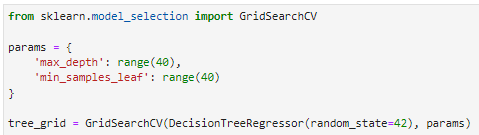 from sklearn.model_selection import GridSearchCV
params = {
    'max_depth': range(40),
    'min_samples_leaf': range(40)
}
tree_grid = GridSearchCV(DecisionTreeRegressor(random_state=42), params)